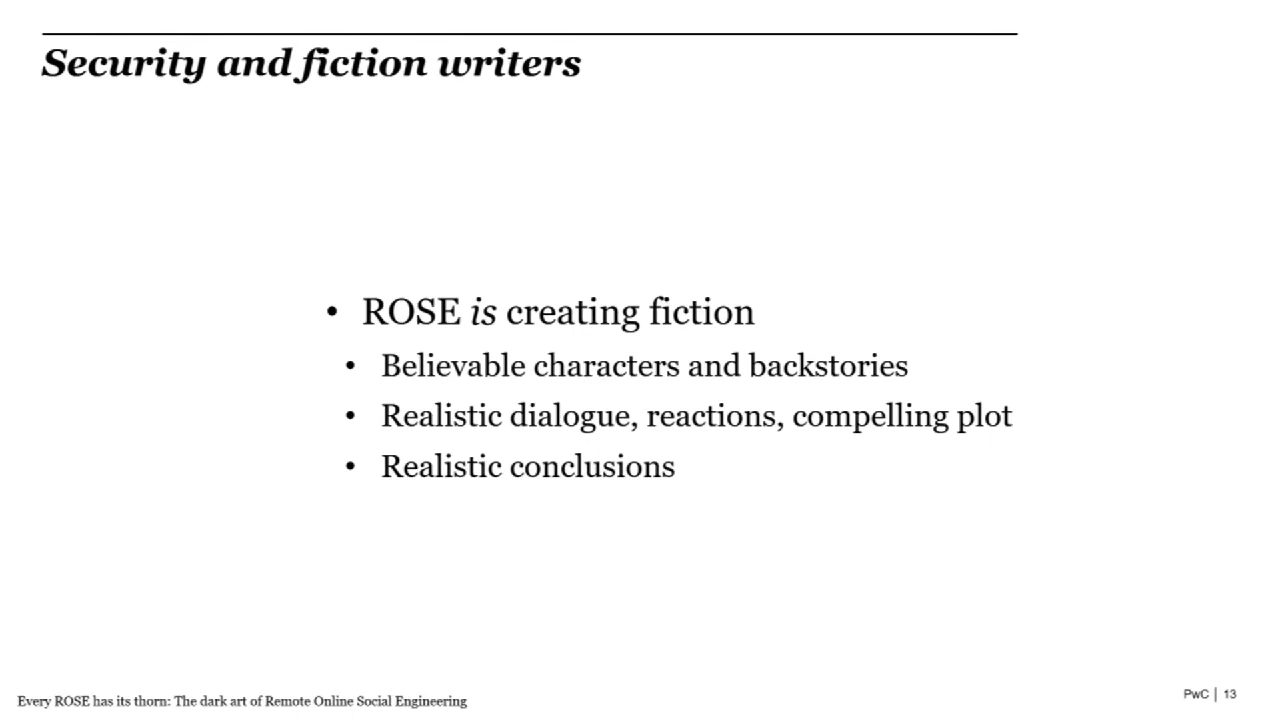 Security and fiction writers
• ROSE is creating fiction
• Believable characters and backstories
• Realistic dialogue, reactions, compelling plot
• Realistic conclusions
Every ROSE has its thorn: The dark art of Remote Online Social Engineering
PwC | 13